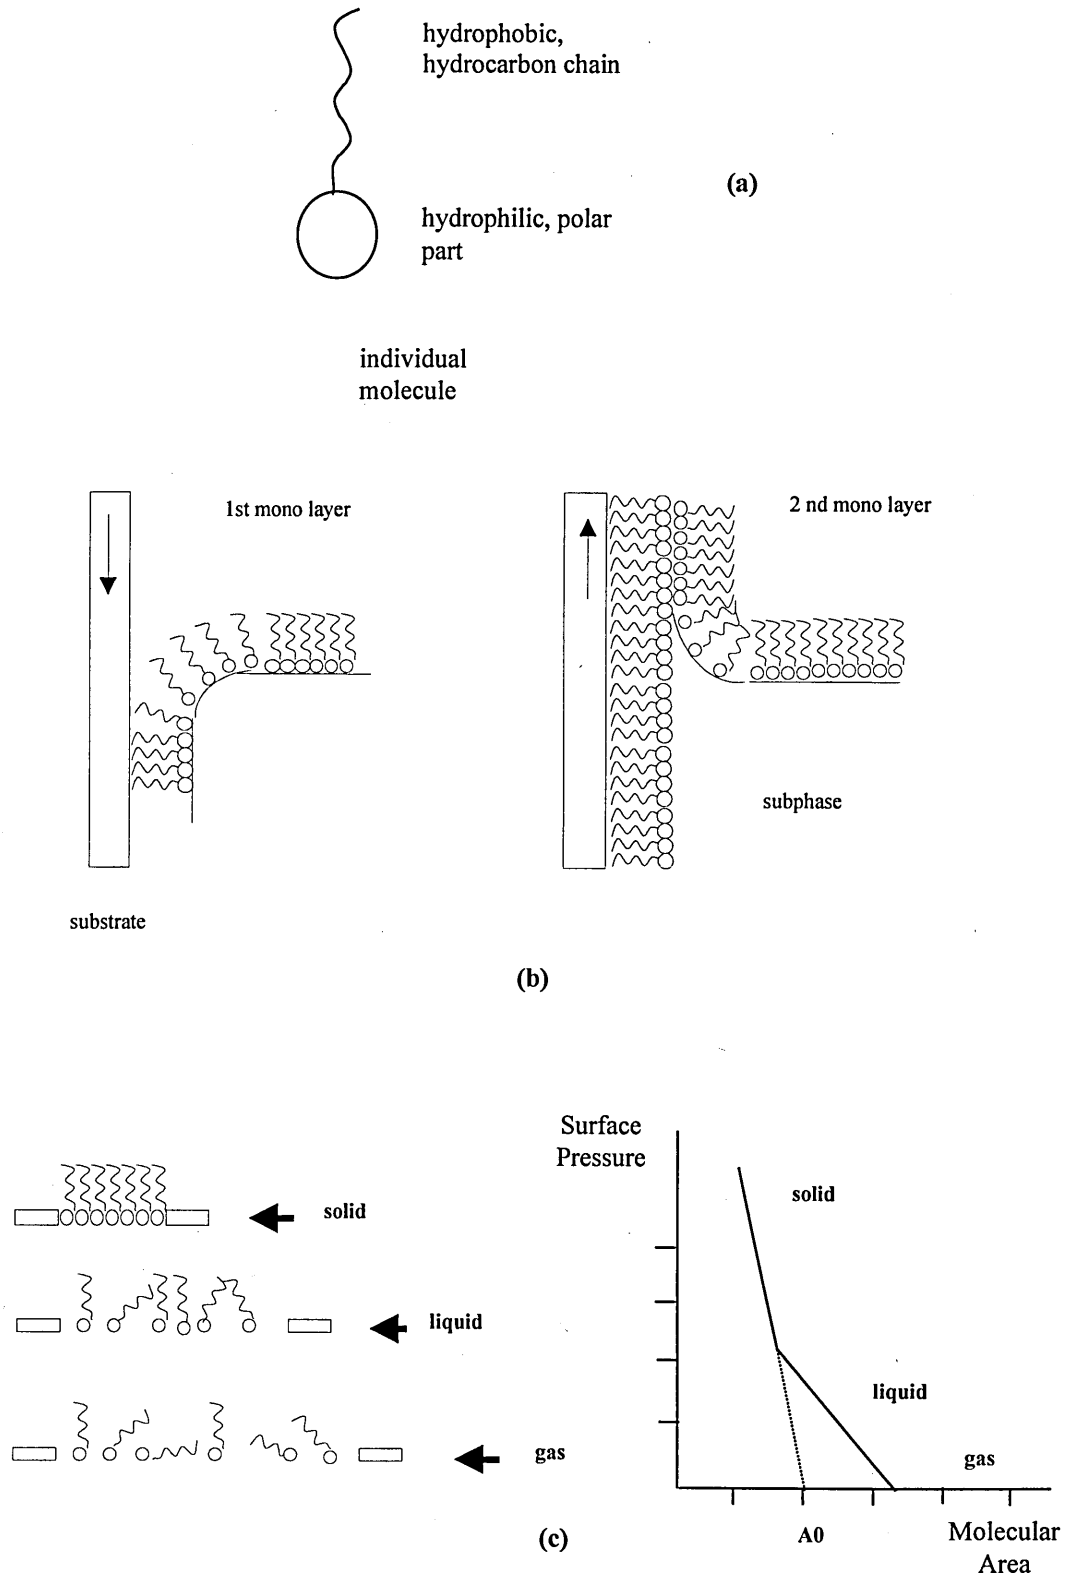 hydrophobic,
hydrocarbon chain
(a)
hydrophilic, polar
part
individual
molecule
1st mono layer
2 nd mono layer
subphase
substrate
(b)
Surface
Pressure
solid
solid
liquid
liquid
gas
gas
A0
Molecular
Area
(c)